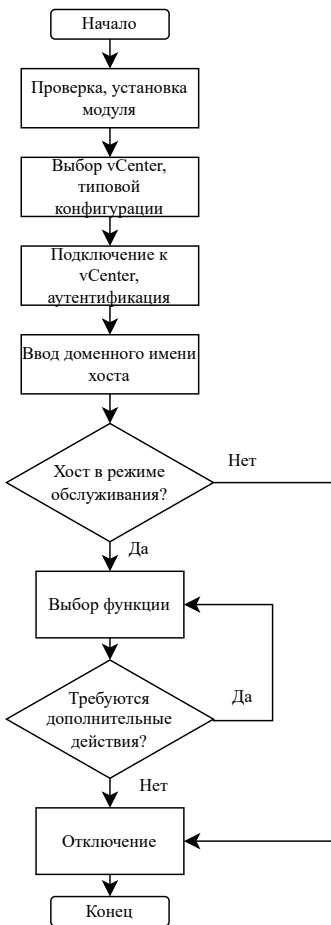 Начало
Проверка, установка
модуля
Выбор vCenter,
типовой
конфигурации
Подключение к
vCenter,
аутентификация
Ввод доменного имени
хоста
Хост в режиме
обслуживания?
Нет
Да
Выбор функции
Требуются
дополнительные
действия?
Да
Нет
Отключение
Конец